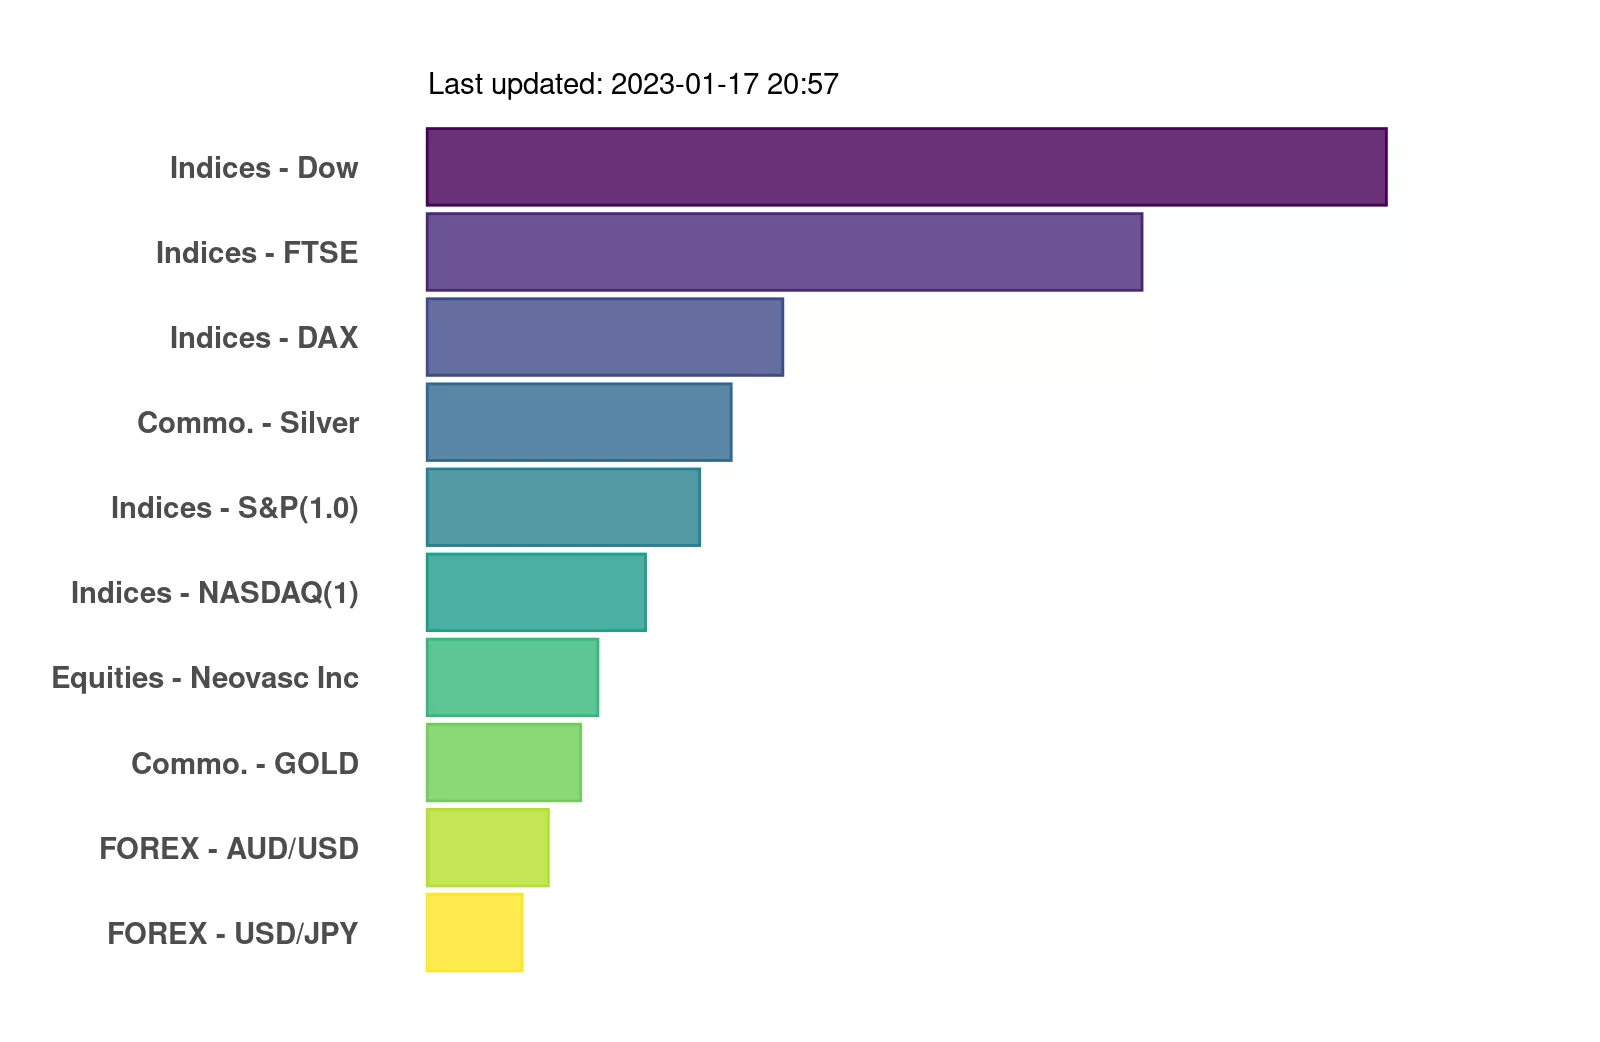 Last updated: 2023-01-17 20:57
Indices - Dow
Indices - FTSE
Indices - DAX
Commo. - Silver
Indices - S&P(1.0)
Indices - NASDAQ(1)
Equities - Neovasc Inc
Commo. - GOLD
FOREX - AUD/USD
FOREX - USD/JPY